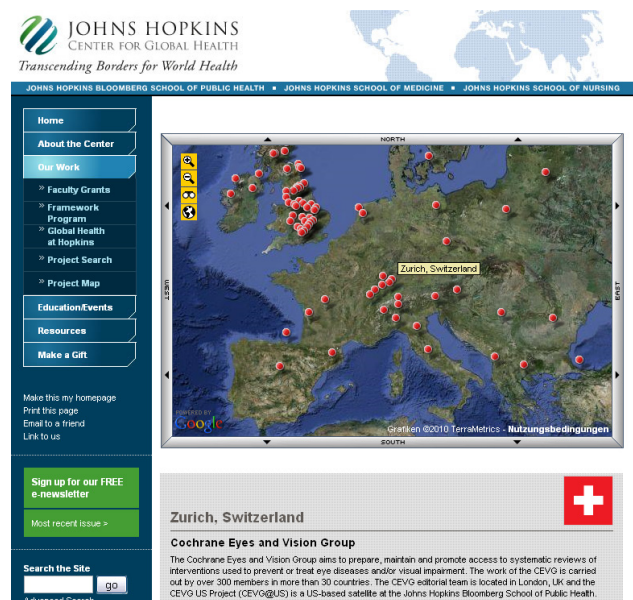 JOHNS HOPKINS
CENTER FOR GLOBAL HEALTH
Transcending Borders for World Health
JOHNS HOPKINS BLOOMBERG SCHOOL OF PUBLIC HEALTH ■ JOHNS HOPKINS SCHOOL OF MEDICINE ■ JOHNS HOPKINS SCHOOL OF NURSING
Home
About the Center
Our Work
» Faculty Grants
» Framework
Program
» Global Health
at Hopkins
» Project Search
» Project Map
Education/Events
Resources
Make a Gift
Make this my homepage
Print this page
Email to a friend
Link to us
Sign up for our FREE
e-newsletter
Most recent issue >
Search the Site
go
Advanced Search
NORTH
WEST
EAST
Zurich, Switzerland
POWERED BY
Google
Grafiken ©2010 TerraMetrics - Nutzungsbedingungen
SOUTH
Zurich, Switzerland
Cochrane Eyes and Vision Group
The Cochrane Eyes and Vision Group aims to prepare, maintain and promote access to systematic reviews of
interventions used to prevent or treat eye diseases and/or visual impairment. The work of the CEVG is carried
out by over 300 members in more than 30 countries. The CEVG editorial team is located in London, UK and the
CEVG US Project (CEVG@US) is a US-based satellite at the Johns Hopkins Bloomberg School of Public Health.